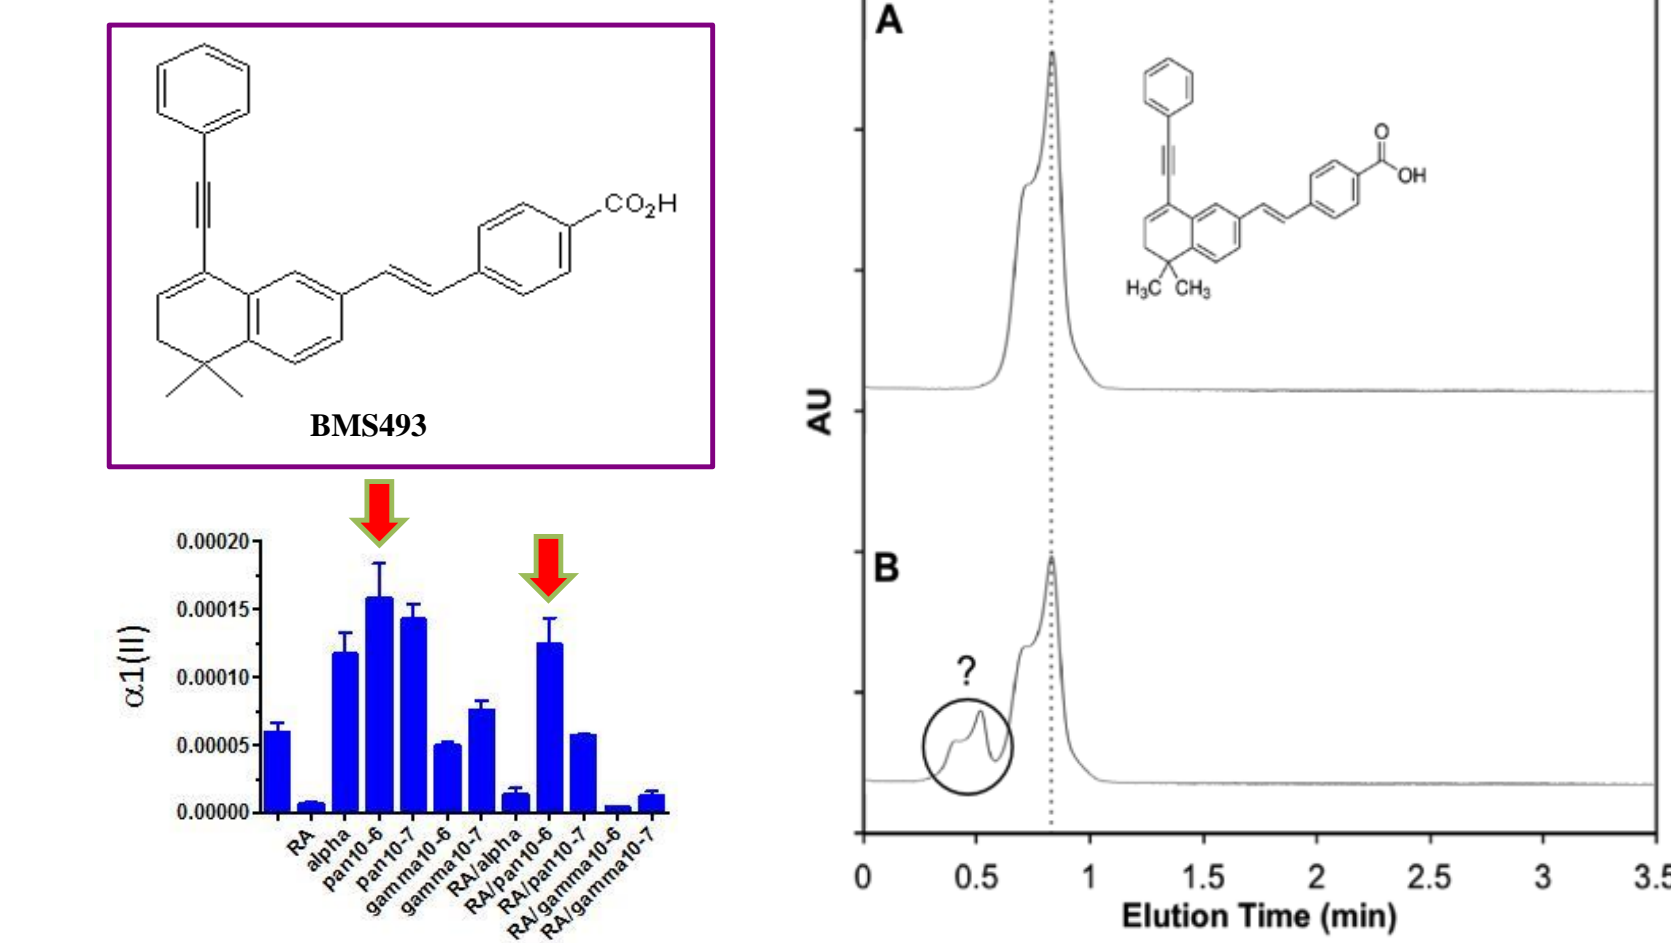 CO₂H
BMS493
α1(II)
0.00020
0.00015
0.00010
0.00005
0.00000
RA
alpha
pan10-6
pan10-7
gamma10-6
gamma10-7
RA/alpha
RA/pan10-6
RA/pan10-7
RA/gamma10-6
RA/gamma10-7
A
O
OH
H₃C CH₃
AU
B
?
0 0.5 1 1.5 2 2.5 3 3.5
Elution Time (min)